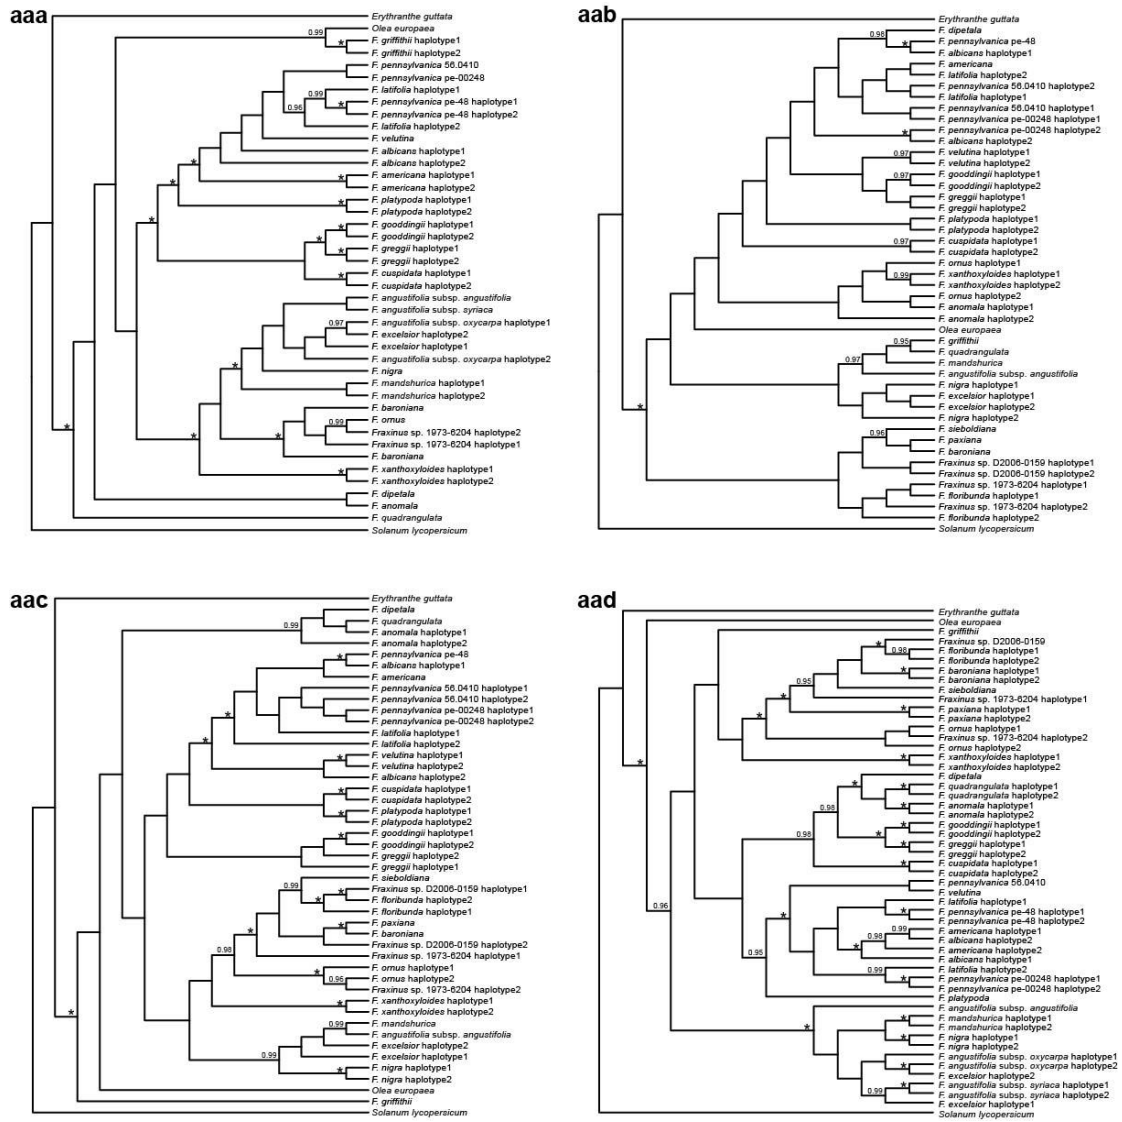 aaa
Erythranthe guttata
Olea europaea
0.99
F. griffithii haplotype1
*
F. griffithii haplotype2
F. pennsylvanica 56.0410
F. pennsylvanica pe-00248
F. latifolia haplotype1
0.99
F. pennsylvanica pe-48 haplotype1
*
0.96
F. pennsylvanica pe-48 haplotype2
F. latifolia haplotype2
F. velutina
F. albicans haplotype1
*
F. albicans haplotype2
F. americana haplotype1
*
*
F. americana haplotype2
F. platypoda haplotype1
*
F. platypoda haplotype2
*
F. gooddingii haplotype1
*
F. gooddingii haplotype2
*
F. greggii haplotype1
*
F. greggii haplotype2
F. cuspidata haplotype1
*
F. cuspidata haplotype2
F. angustifolia subsp. angustifolia
F. angustifolia subsp. syriaca
F. angustifolia subsp. oxycarpa haplotype1
0.97
F. excelsior haplotype2
F. excelsior haplotype1
F. angustifolia subsp. oxycarpa haplotype2
*
F. nigra
F. mandshurica haplotype1
F. mandshurica haplotype2
F. baroniana
F. ornus
0.99
Fraxinus sp. 1973-6204 haplotype2
*
*
Fraxinus sp. 1973-6204 haplotype1
F. baroniana
F. xanthoxyloides haplotype1
*
F. xanthoxyloides haplotype2
F. dipetala
F. anomala
*
F. quadrangulata
Solanum lycopersicum
aab
Erythranthe guttata
F. dipetala
0.98
F. pennsylvanica pe-48
*
F. albicans haplotype1
F. americana
F. latifolia haplotype2
F. pennsylvanica 56.0410 haplotype2
F. latifolia haplotype1
F. pennsylvanica 56.0410 haplotype1
F. pennsylvanica pe-00248 haplotype1
F. pennsylvanica pe-00248 haplotype2
*
F. albicans haplotype2
F. velutina haplotype1
0.97
F. velutina haplotype2
F. gooddingii haplotype1
0.97
F. gooddingii haplotype2
F. greggii haplotype1
F. greggii haplotype2
F. platypoda haplotype1
F. platypoda haplotype2
F. cuspidata haplotype1
0.97
F. cuspidata haplotype2
F. ornus haplotype1
F. xanthoxyloides haplotype1
0.99
F. xanthoxyloides haplotype2
F. ornus haplotype2
F. anomala haplotype1
F. anomala haplotype2
Olea europaea
F. griffithii
0.95
F. quadrangulata
0.97
F. mandshurica
F. angustifolia subsp. angustifolia
F. nigra haplotype1
F. excelsior haplotype1
F. excelsior haplotype2
*
F. nigra haplotype2
F. sieboldiana
0.96
F. paxiana
F. baroniana
Fraxinus sp. D2006-0159 haplotype1
Fraxinus sp. D2006-0159 haplotype2
Fraxinus sp. 1973-6204 haplotype1
F. floribunda haplotype1
Fraxinus sp. 1973-6204 haplotype2
F. floribunda haplotype2
Solanum lycopersicum
aac
Erythranthe guttata
F. dipetala
F. quadrangulata
0.99
F. anomala haplotype1
F. anomala haplotype2
F. pennsylvanica pe-48
*
F. albicans haplotype1
F. americana
F. pennsylvanica 56.0410 haplotype1
F. pennsylvanica 56.0410 haplotype2
F. pennsylvanica pe-00248 haplotype1
*
*
F. pennsylvanica pe-00248 haplotype2
F. latifolia haplotype1
*
F. latifolia haplotype2
F. velutina haplotype1
*
F. velutina haplotype2
F. albicans haplotype2
F. cuspidata haplotype1
*
F. cuspidata haplotype2
F. platypoda haplotype1
*
F. platypoda haplotype2
F. gooddingii haplotype1
*
F. gooddingii haplotype2
F. greggii haplotype2
F. greggii haplotype1
F. sieboldiana
0.99
Fraxinus sp. D2006-0159 haplotype1
*
*
F. floribunda haplotype2
F. floribunda haplotype1
F. paxiana
*
*
F. baroniana
Fraxinus sp. D2006-0159 haplotype2
0.98
Fraxinus sp. 1973-6204 haplotype1
F. ornus haplotype1
*
F. ornus haplotype2
0.96
Fraxinus sp. 1973-6204 haplotype2
F. xanthoxyloides haplotype1
*
F. xanthoxyloides haplotype2
F. mandshurica
0.99
*
F. angustifolia subsp. angustifolia
F. excelsior haplotype2
0.99
F. excelsior haplotype1
F. nigra haplotype1
*
F. nigra haplotype2
Olea europaea
F. griffithii
Solanum lycopersicum
aad
Erythranthe guttata
Olea europaea
F. griffithii
Fraxinus sp. D2006-0159
*
F. floribunda haplotype1
0.98
F. floribunda haplotype2
F. baroniana haplotype1
*
F. baroniana haplotype2
0.95
F. sieboldiana
*
Fraxinus sp. 1973-6204 haplotype1
F. paxiana haplotype1
*
*
F. paxiana haplotype2
F. ornus haplotype1
Fraxinus sp. 1973-6204 haplotype2
F. ornus haplotype2
F. xanthoxyloides haplotype1
*
*
F. xanthoxyloides haplotype2
F. dipetala
*
F. quadrangulata haplotype1
*
F. quadrangulata haplotype2
F. anomala haplotype1
*
0.98
F. anomala haplotype2
F. gooddingii haplotype1
*
*
F. gooddingii haplotype2
0.98
F. greggii haplotype1
*
F. greggii haplotype2
F. cuspidata haplotype1
*
F. cuspidata haplotype2
F. pennsylvanica 56.0410
F. velutina
F. latifolia haplotype1
0.96
*
F. pennsylvanica pe-48 haplotype1
*
F. pennsylvanica pe-48 haplotype2
F. americana haplotype1
0.99
0.98
F. albicans haplotype2
*
F. americana haplotype2
0.95
F. albicans haplotype1
F. latifolia haplotype2
0.99
F. pennsylvanica pe-00248 haplotype1
*
F. pennsylvanica pe-00248 haplotype2
F. platypoda
F. angustifolia subsp. angustifolia
F. mandshurica haplotype1
*
*
F. mandshurica haplotype2
F. nigra haplotype1
*
F. nigra haplotype2
F. angustifolia subsp. oxycarpa haplotype1
F. angustifolia subsp. oxycarpa haplotype2
*
F. excelsior haplotype2
F. angustifolia subsp. syriaca haplotype1
*
0.99
F. angustifolia subsp. syriaca haplotype2
F. excelsior haplotype1
Solanum lycopersicum